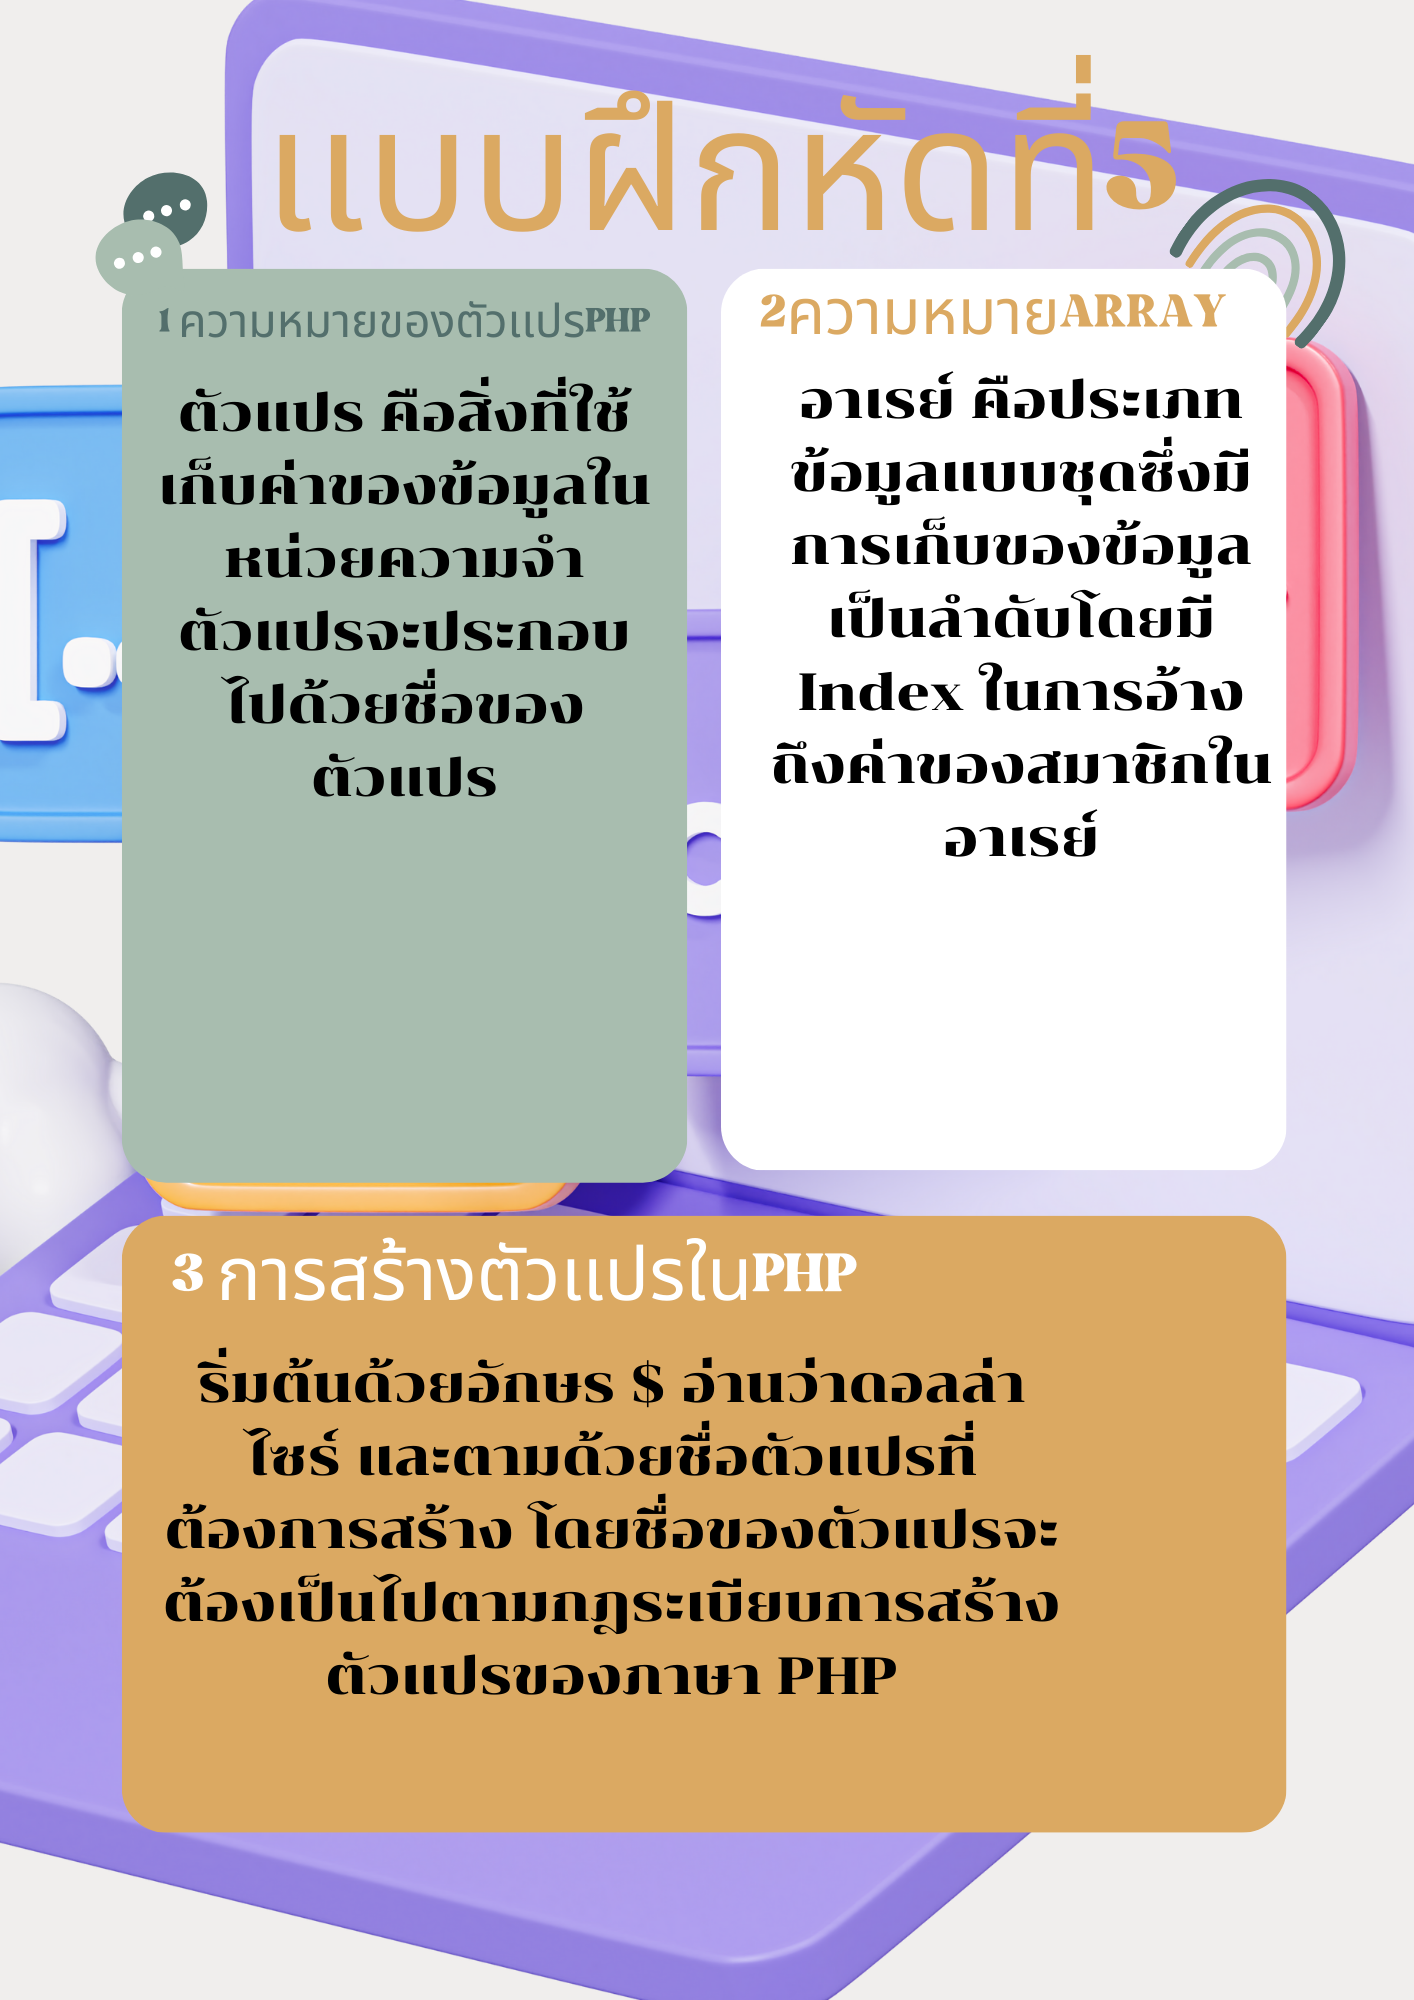 แบบฝึกหัดที่5
1 ความหมายของตัวแปรPHP
ตัวแปร คือสิ่งที่ใช้
เก็บค่าของข้อมูลใน
หน่วยความจำ
ตัวแปรจะประกอบ
ไปด้วยชื่อของ
ตัวแปร
2ความหมายARRAY
อาเรย์ คือประเภท
ข้อมูลแบบชุดซึ่งมี
การเก็บของข้อมูล
เป็นลำดับโดยมี
Index ในการอ้าง
ถึงค่าของสมาชิกใน
อาเรย์
3 การสร้างตัวแปรในPHP
ริ่มต้นด้วยอักษร $ อ่านว่าดอลล่า
ไซร์ และตามด้วยชื่อตัวแปรที่
ต้องการสร้าง โดยชื่อของตัวแปรจะ
ต้องเป็นไปตามกฎระเบียบการสร้าง
ตัวแปรของภาษา PHP